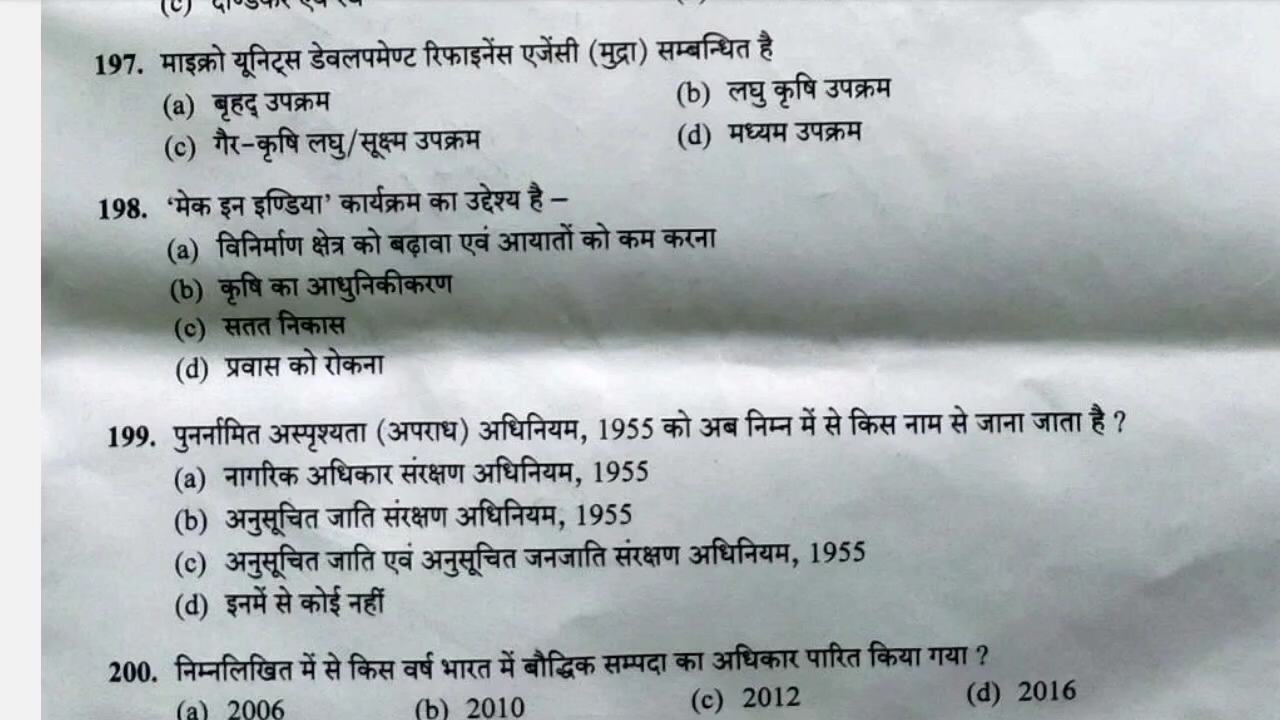 (c) दाण्डेकर एवं रथ
197. माइक्रो यूनिट्स डेवलपमेण्ट रिफाइनेंस एजेंसी (मुद्रा) सम्बन्धित है
(a) बृहद् उपक्रम (b) लघु कृषि उपक्रम
(c) गैर-कृषि लघु/सूक्ष्म उपक्रम (d) मध्यम उपक्रम
198. ‘मेक इन इण्डिया’ कार्यक्रम का उद्देश्य है –
(a) विनिर्माण क्षेत्र को बढ़ावा एवं आयातों को कम करना
(b) कृषि का आधुनिकीकरण
(c) सतत निकास
(d) प्रवास को रोकना
199. पुनर्नामित अस्पृश्यता (अपराध) अधिनियम, 1955 को अब निम्न में से किस नाम से जाना जाता है ?
(a) नागरिक अधिकार संरक्षण अधिनियम, 1955
(b) अनुसूचित जाति संरक्षण अधिनियम, 1955
(c) अनुसूचित जाति एवं अनुसूचित जनजाति संरक्षण अधिनियम, 1955
(d) इनमें से कोई नहीं
200. निम्नलिखित में से किस वर्ष भारत में बौद्धिक सम्पदा का अधिकार पारित किया गया ?
(a) 2006 (b) 2010 (c) 2012 (d) 2016